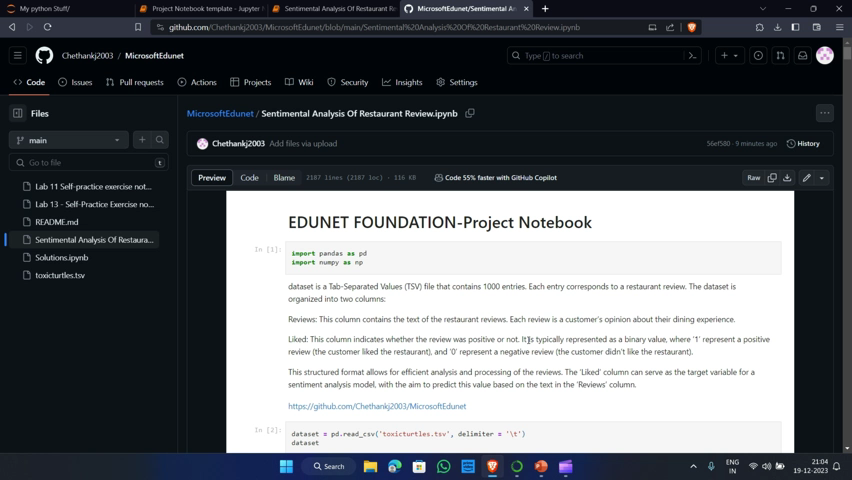 My Python Stuff/
Project Notebook template - Jupyter
Sentimental Analysis Of Restaurant Re
MicrosoftEdunet/Sentimental An
github.com/Chethankj2003/MicrosoftEdunet/blob/main/Sentimental%20Analysis%20Of%20Restaurant%20Review.ipynb
Chethankj2003 / MicrosoftEdunet
Type / to search
Code
Issues
Pull requests
Actions
Projects
Wiki
Security
Insights
Settings
Files
main
Go to file
t
Lab 11 Self-practice exercise not...
Lab 13 - Self-Practice Exercise no...
README.md
Sentimental Analysis Of Restaura...
Solutions.ipynb
toxicturtles.tsv
MicrosoftEdunet / Sentimental Analysis Of Restaurant Review.ipynb
Chethankj2003 Add files via upload
56ef580 · 9 minutes ago
History
Preview
Code
Blame
2187 lines (2187 loc) · 116 KB
Code 55% faster with GitHub Copilot
Raw
EDUNET FOUNDATION-Project Notebook
In [1]:
import pandas as pd
import numpy as np
dataset is a Tab-Separated Values (TSV) file that contains 1000 entries. Each entry corresponds to a restaurant review. The dataset is
organized into two columns:
Reviews: This column contains the text of the restaurant reviews. Each review is a customer's opinion about their dining experience.
Liked: This column indicates whether the review was positive or not. It's typically represented as a binary value, where '1' represent a positive
review (the customer liked the restaurant), and '0' represent a negative review (the customer didn't like the restaurant).
This structured format allows for efficient analysis and processing of the reviews. The 'Liked' column can serve as the target variable for a
sentiment analysis model, with the aim to predict this value based on the text in the 'Reviews' column.
https://github.com/Chethankj2003/MicrosoftEdunet
In [2]:
dataset = pd.read_csv('toxicturtles.tsv', delimiter = '\t')
dataset
Search
ENG
IN
21:04
19-12-2023